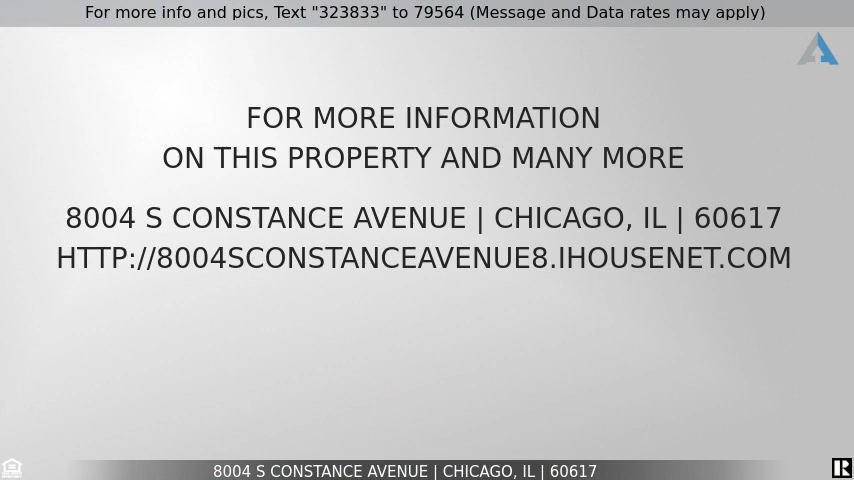 For more info and pics, Text "323833" to 79564 (Message and Data rates may apply)
FOR MORE INFORMATION
ON THIS PROPERTY AND MANY MORE
8004 S CONSTANCE AVENUE | CHICAGO, IL | 60617
HTTP://8004SCONSTANCEAVENUE8.IHOUSENET.COM
8004 S CONSTANCE AVENUE | CHICAGO, IL | 60617